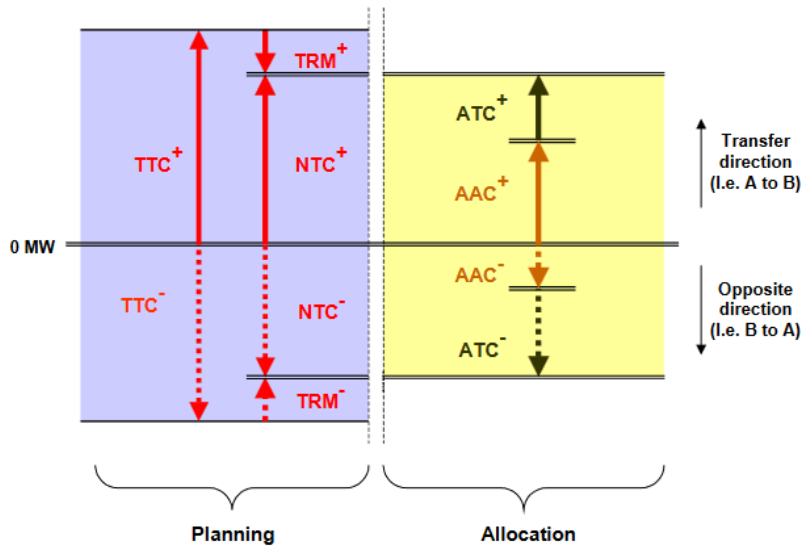 TRM+
ATC+
TTC+
NTC+
Transfer
direction
(I.e. A to B)
AAC+
0 MW
AAC-
TTC-
NTC-
Opposite
direction
(I.e. B to A)
ATC-
TRM-
Planning
Allocation